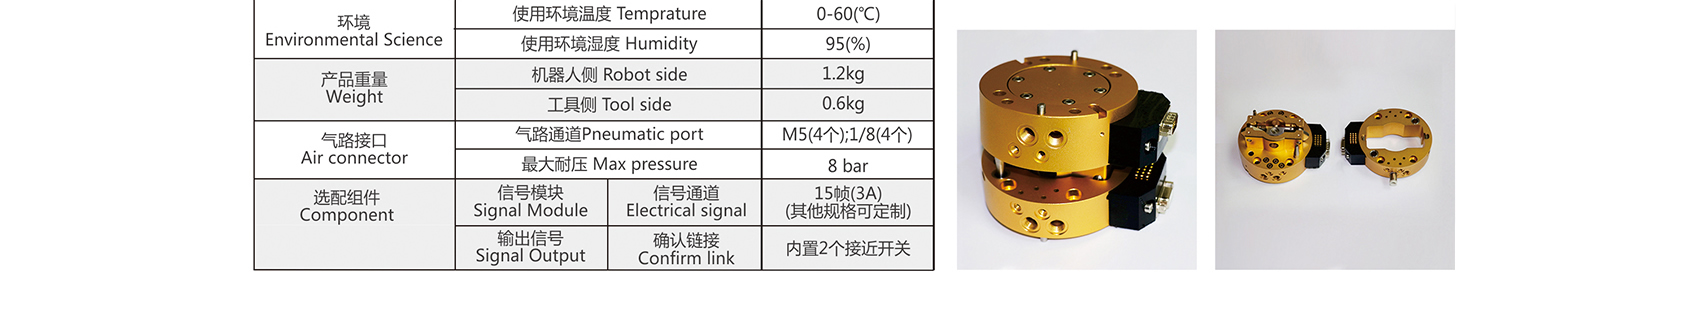 环境
Environmental Science
使用环境温度 Temprature
0-60(℃)
使用环境湿度 Humidity
95(%)
产品重量
Weight
机器人侧 Robot side
1.2kg
工具侧 Tool side
0.6kg
气路接口
Air connector
气路通道Pneumatic port
M5(4个);1/8(4个)
最大耐压 Max pressure
8 bar
选配组件
Component
信号模块
Signal Module
信号通道
Electrical signal
15帧(3A)
(其他规格可定制)
输出信号
Signal Output
确认链接
Confirm link
内置2个接近开关